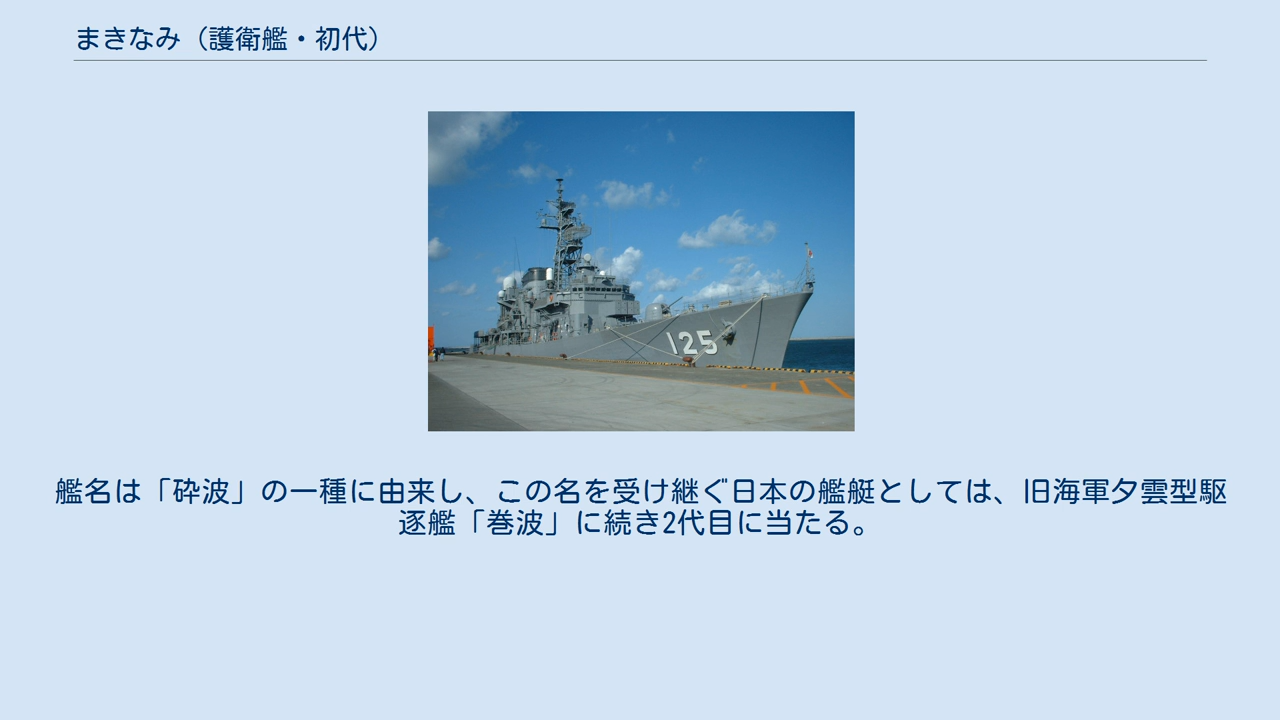 まきなみ（護衛艦・初代）
125
艦名は「砕波」の一種に由来し、この名を受け継ぐ日本の艦艇としては、旧海軍夕雲型駆
逐艦「巻波」に続き2代目に当たる。